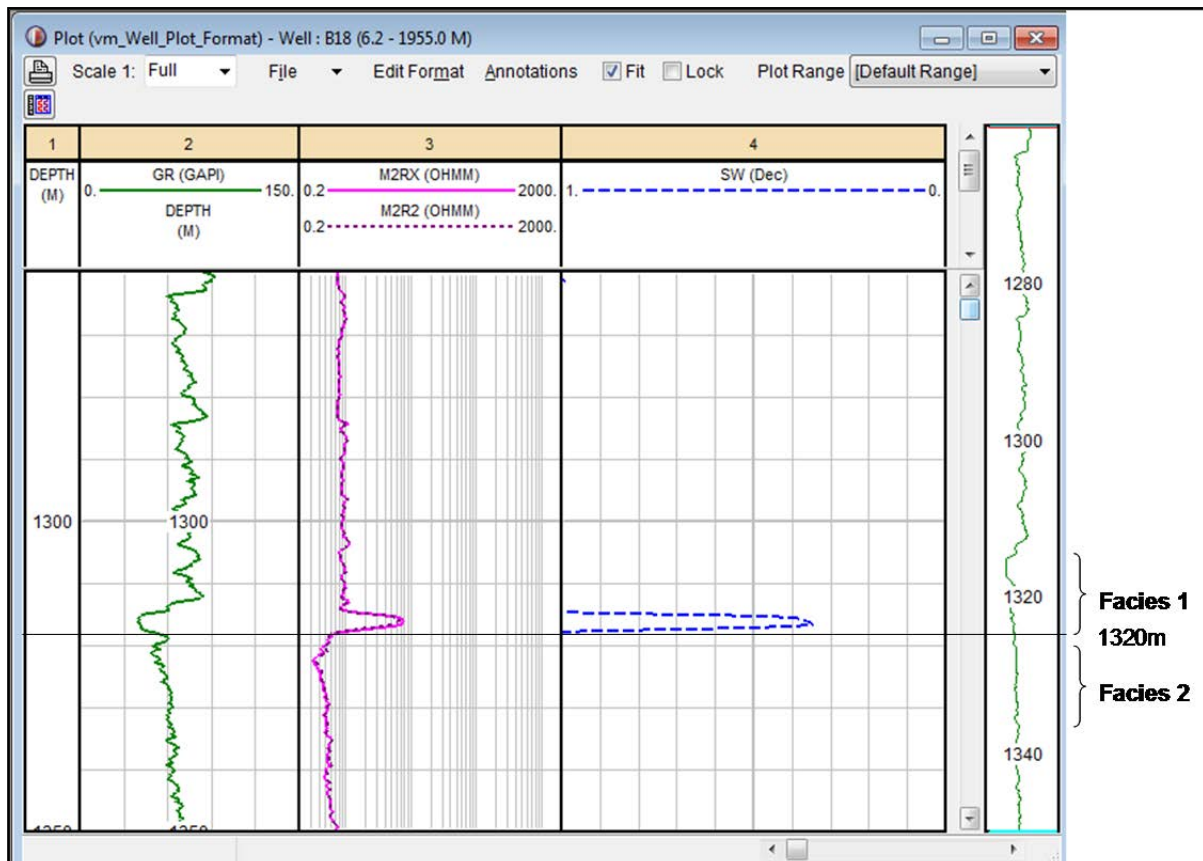 Plot (vm_Well_Plot_Format) - Well : B18 (6.2 - 1955.0 M)
Scale 1: Full File Edit Format Annotations Fit Lock Plot Range [Default Range]
1 2 3 4
DEPTH (M)
GR (GAPI)
0. 150.
DEPTH (M)
M2RX (OHMM)
0.2 2000.
M2R2 (OHMM)
0.2 2000.
SW (Dec)
1. 0.
1300 1300
1350 1350
1280
1300
1320
1340
Facies 1
1320m
Facies 2